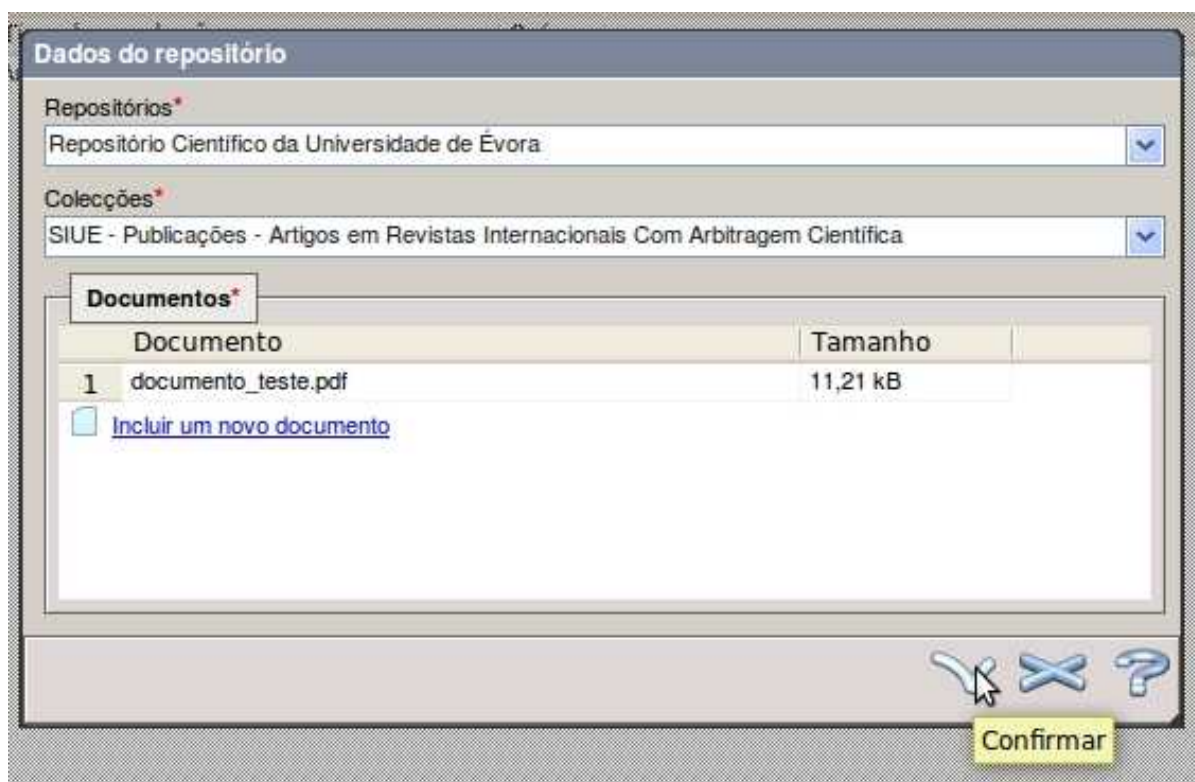 Dados do repositório
Repositórios*
Repositório Científico da Universidade de Évora
Colecções*
SIUE - Publicações - Artigos em Revistas Internacionais Com Arbitragem Científica
Documentos*
Documento Tamanho
1 documento_teste.pdf 11,21 kB
Incluir um novo documento
Confirmar